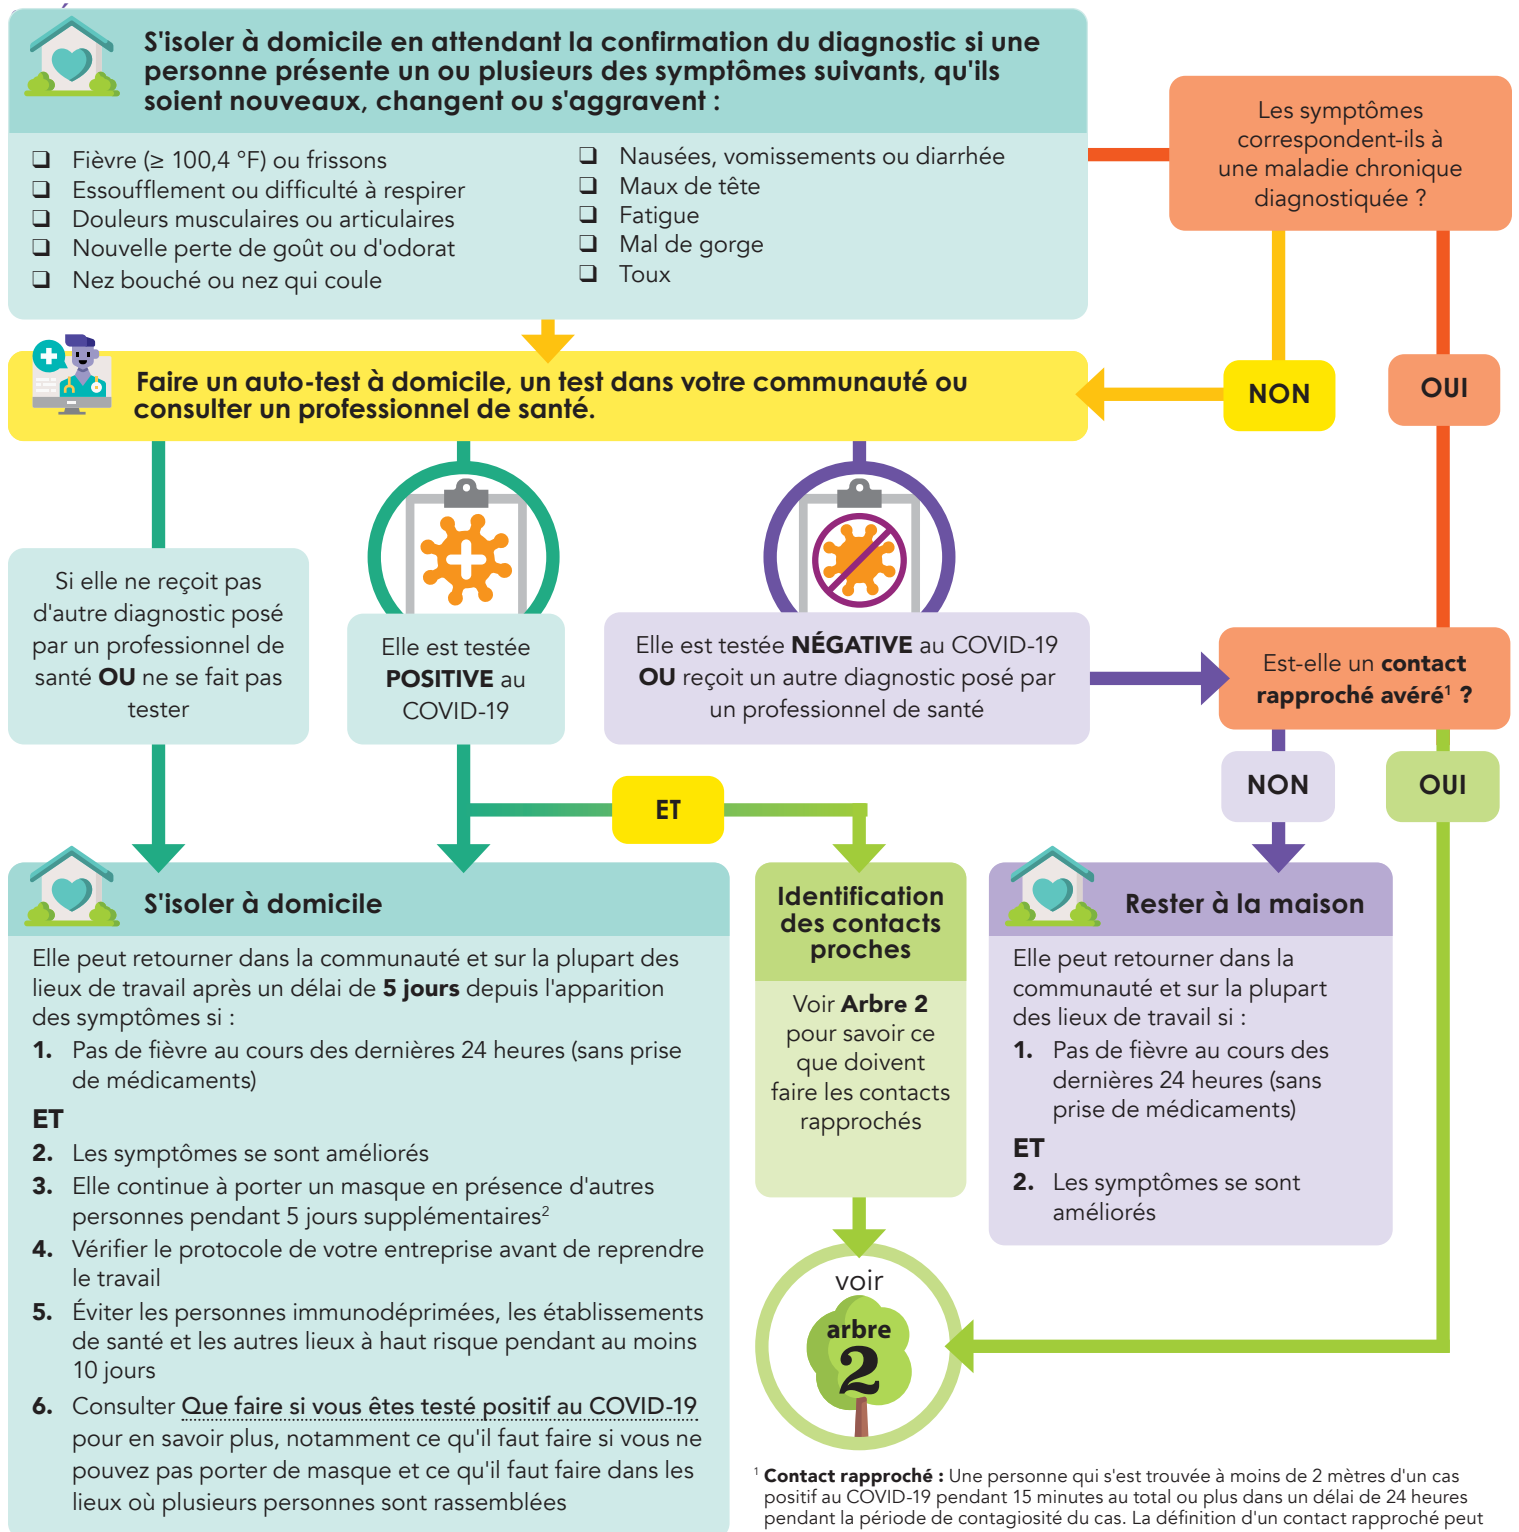 S'isoler à domicile en attendant la confirmation du diagnostic si une
personne présente un ou plusieurs des symptômes suivants, qu'ils
soient nouveaux, changent ou s'aggravent :
❑ Fièvre (≥ 100,4 °F) ou frissons
❑ Essoufflement ou difficulté à respirer
❑ Douleurs musculaires ou articulaires
❑ Nouvelle perte de goût ou d'odorat
❑ Nez bouché ou nez qui coule
❑ Nausées, vomissements ou diarrhée
❑ Maux de tête
❑ Fatigue
❑ Mal de gorge
❑ Toux
Les symptômes
correspondent-ils à
une maladie chronique
diagnostiquée ?
NON
OUI
Faire un auto-test à domicile, un test dans votre communauté ou
consulter un professionnel de santé.
Si elle ne reçoit pas
d'autre diagnostic posé
par un professionnel de
santé OU ne se fait pas
tester
Elle est testée
POSITIVE au
COVID-19
Elle est testée NÉGATIVE au COVID-19
OU reçoit un autre diagnostic posé par
un professionnel de santé
Est-elle un contact
rapproché avéré¹ ?
NON
OUI
ET
S'isoler à domicile
Elle peut retourner dans la communauté et sur la plupart des
lieux de travail après un délai de 5 jours depuis l'apparition
des symptômes si :
1. Pas de fièvre au cours des dernières 24 heures (sans prise
de médicaments)
ET
2. Les symptômes se sont améliorés
3. Elle continue à porter un masque en présence d'autres
personnes pendant 5 jours supplémentaires²
4. Vérifier le protocole de votre entreprise avant de reprendre
le travail
5. Éviter les personnes immunodéprimées, les établissements
de santé et les autres lieux à haut risque pendant au moins
10 jours
6. Consulter Que faire si vous êtes testé positif au COVID-19
pour en savoir plus, notamment ce qu'il faut faire si vous ne
pouvez pas porter de masque et ce qu'il faut faire dans les
lieux où plusieurs personnes sont rassemblées
Identification
des contacts
proches
Voir Arbre 2
pour savoir ce
que doivent
faire les contacts
rapprochés
voir
arbre
2
Rester à la maison
Elle peut retourner dans la
communauté et sur la plupart
des lieux de travail si :
1. Pas de fièvre au cours des
dernières 24 heures (sans
prise de médicaments)
ET
2. Les symptômes se sont
améliorés
¹ Contact rapproché : Une personne qui s'est trouvée à moins de 2 mètres d'un cas
positif au COVID-19 pendant 15 minutes au total ou plus dans un délai de 24 heures
pendant la période de contagiosité du cas. La définition d'un contact rapproché peut